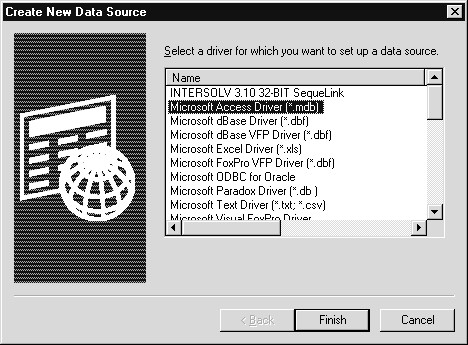 Create New Data Source
Select a driver for which you want to set up a data source.
Name
INTERSOLV 3.10 32-BIT SequeLink
Microsoft Access Driver (*.mdb)
Microsoft dBase Driver (*.dbf)
Microsoft dBase VFP Driver (*.dbf)
Microsoft Excel Driver (*.xls)
Microsoft FoxPro VFP Driver (*.dbf)
Microsoft ODBC for Oracle
Microsoft Paradox Driver (*.db )
Microsoft Text Driver (*.txt; *.csv)
Microsoft Visual FoxPro Driver
< Back
Finish
Cancel